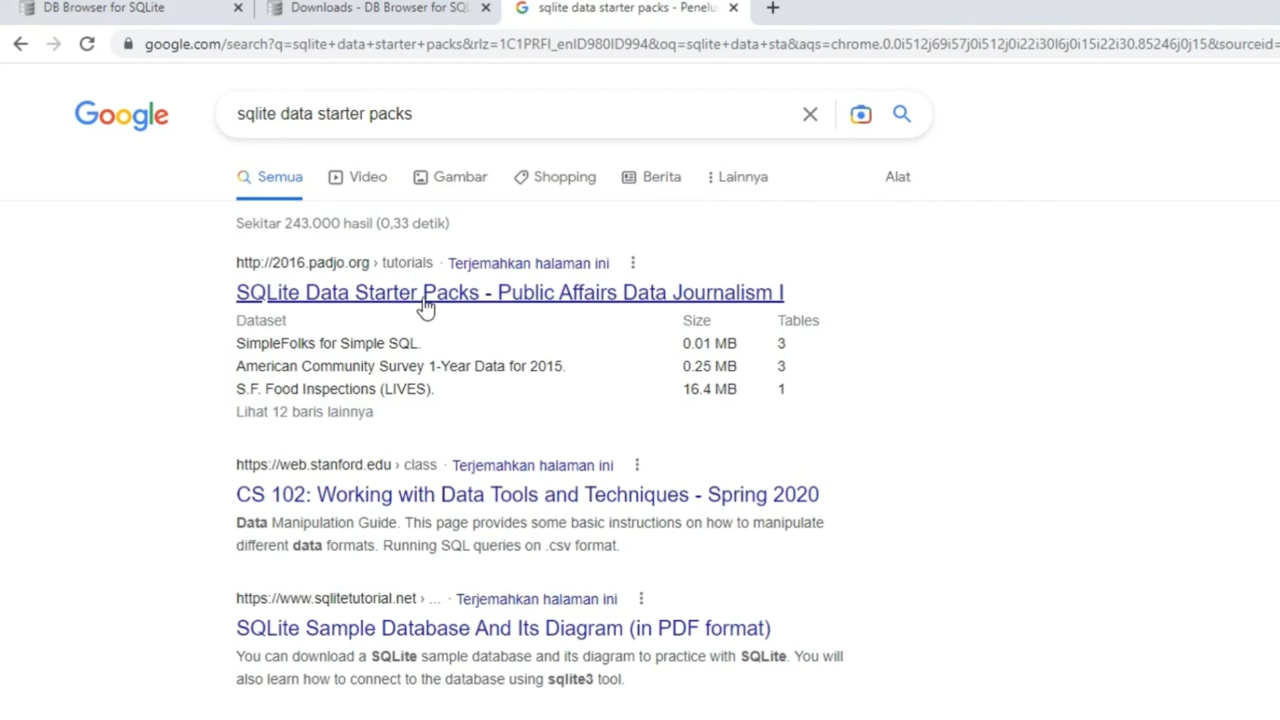 DB Browser for SQLite
Downloads - DB Browser for SQL
sqlite data starter packs - Penelu
google.com/search?q=sqlite+data+starter+packs&rlz=1C1PRFI_enID980ID994&oq=sqlite+data+sta&aqs=chrome.0.0i512j69i57j0i512j0i22i30l6j0i15i22i30.85246j0j15&sourceid=
Google
sqlite data starter packs
Semua
Video
Gambar
Shopping
Berita
Lainnya
Alat
Sekitar 243.000 hasil (0,33 detik)
http://2016.padjo.org › tutorials · Terjemahkan halaman ini
SQLite Data Starter Packs - Public Affairs Data Journalism I
Dataset Size Tables
SimpleFolks for Simple SQL. 0.01 MB 3
American Community Survey 1-Year Data for 2015. 0.25 MB 3
S.F. Food Inspections (LIVES). 16.4 MB 1
Lihat 12 baris lainnya
https://web.stanford.edu › class · Terjemahkan halaman ini
CS 102: Working with Data Tools and Techniques - Spring 2020
Data Manipulation Guide. This page provides some basic instructions on how to manipulate
different data formats. Running SQL queries on .csv format.
https://www.sqlitetutorial.net › ... · Terjemahkan halaman ini
SQLite Sample Database And Its Diagram (in PDF format)
You can download a SQLite sample database and its diagram to practice with SQLite. You will
also learn how to connect to the database using sqlite3 tool.